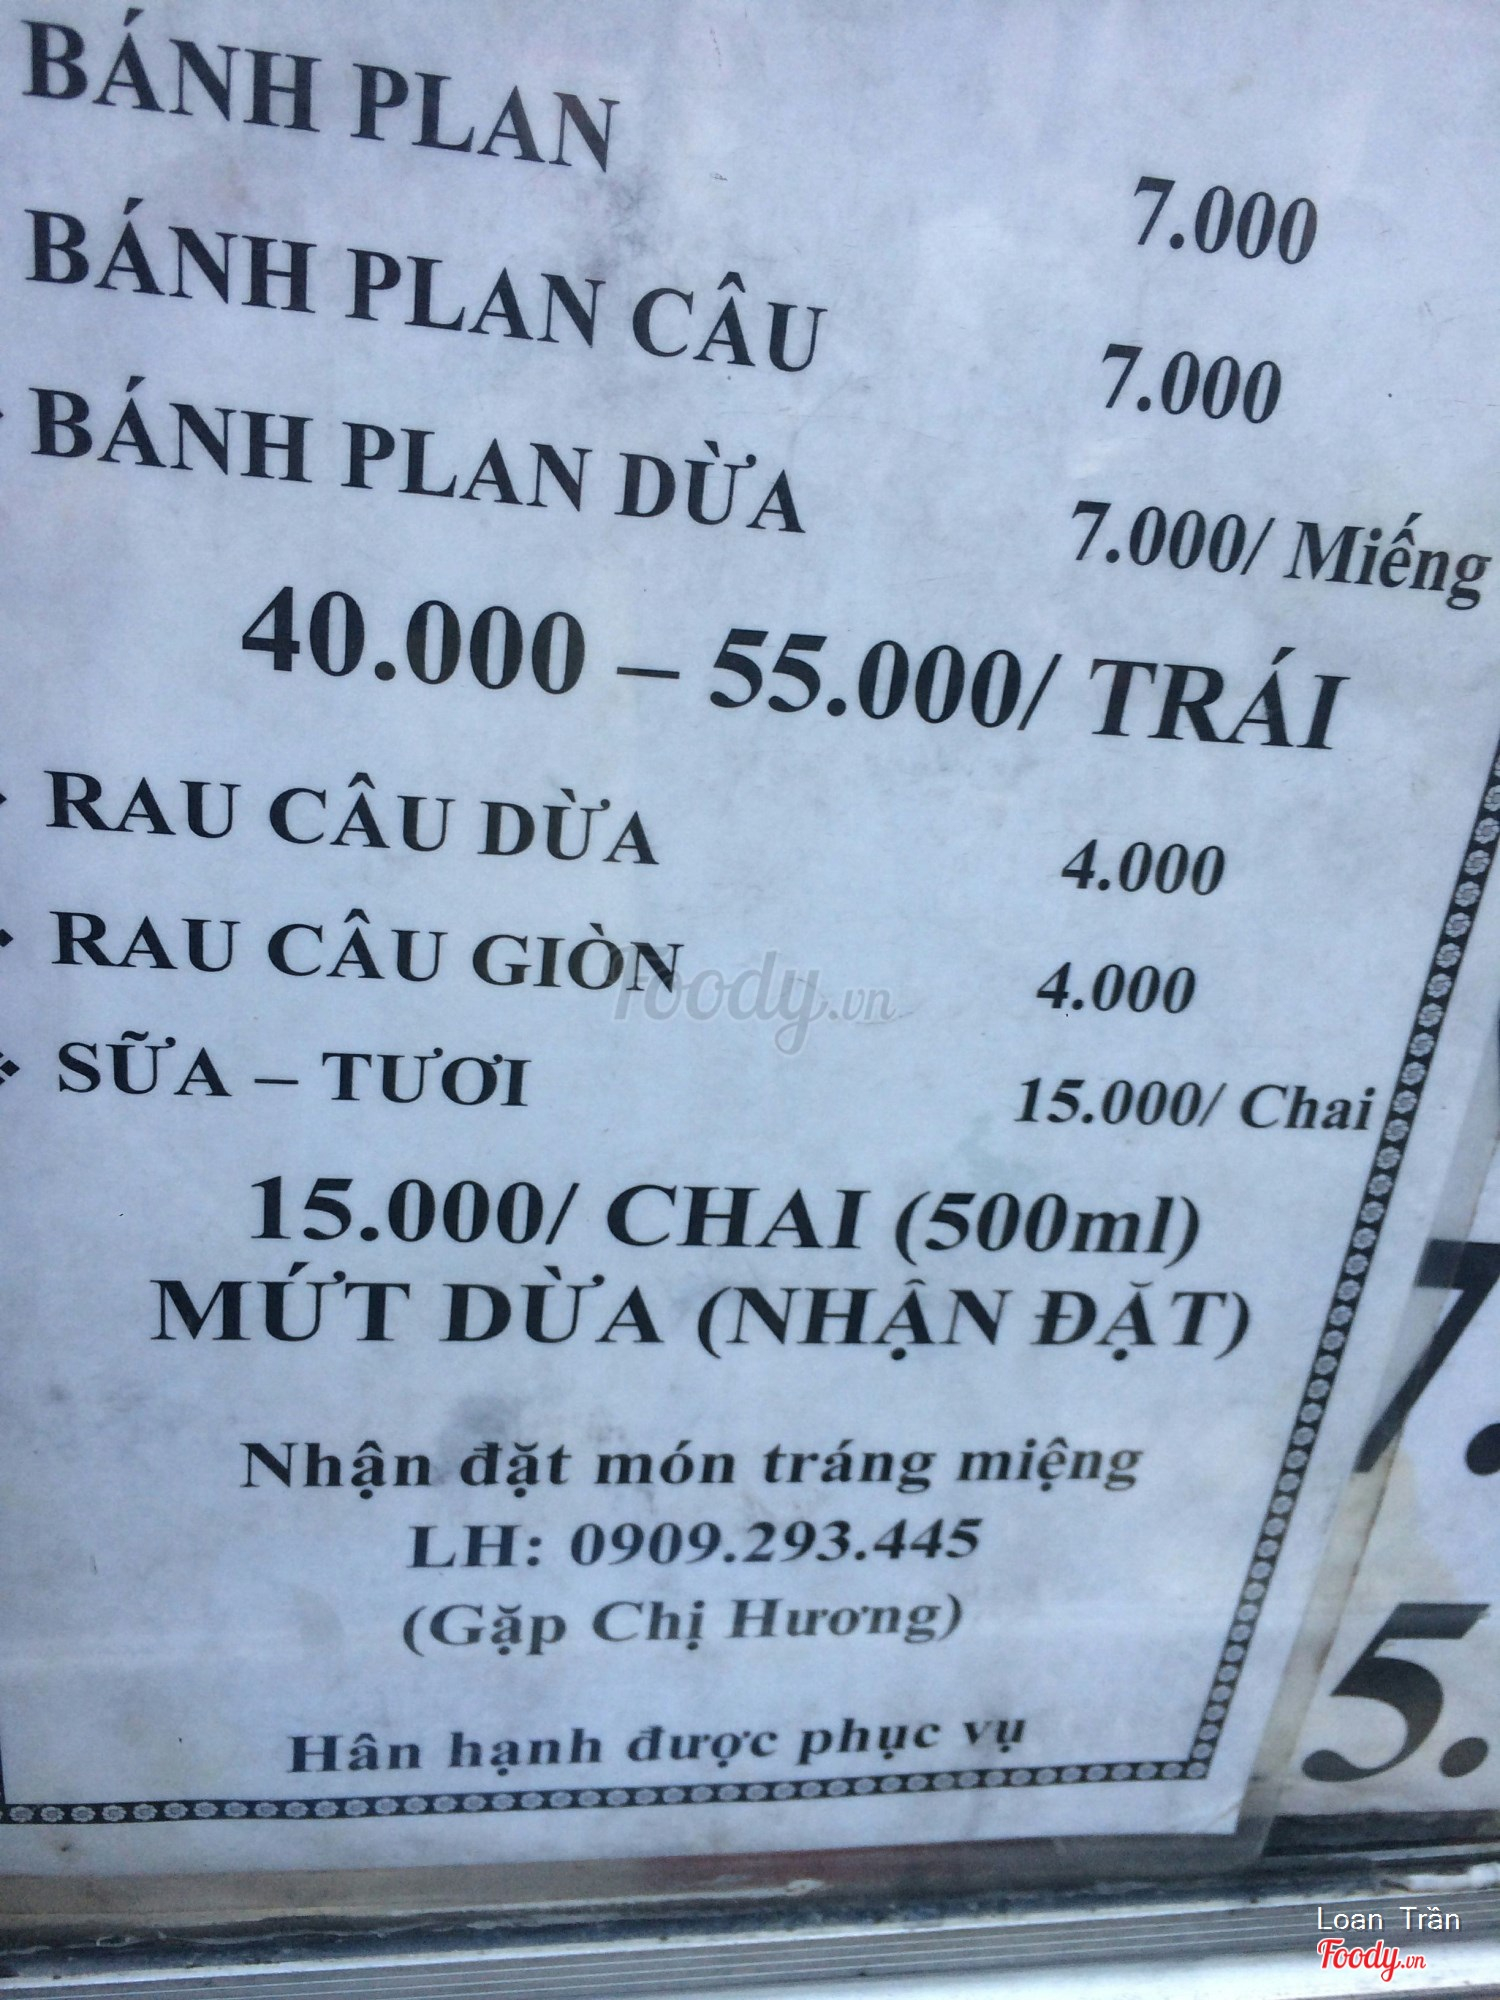 BÁNH PLAN 7.000
BÁNH PLAN CÂU 7.000
BÁNH PLAN DỪA 7.000/ Miếng
40.000 – 55.000/ TRÁI
RAU CÂU DỪA 4.000
RAU CÂU GIÒN 4.000
SỮA – TƯƠI 15.000/ Chai
15.000/ CHAI (500ml)
MỨT DỪA (NHẬN ĐẶT)
Nhận đặt món tráng miệng
LH: 0909.293.445
(Gặp Chị Hương)
Hân hạnh được phục vụ
7.
5.
Foody.vn
Loan Trần
Foody.vn